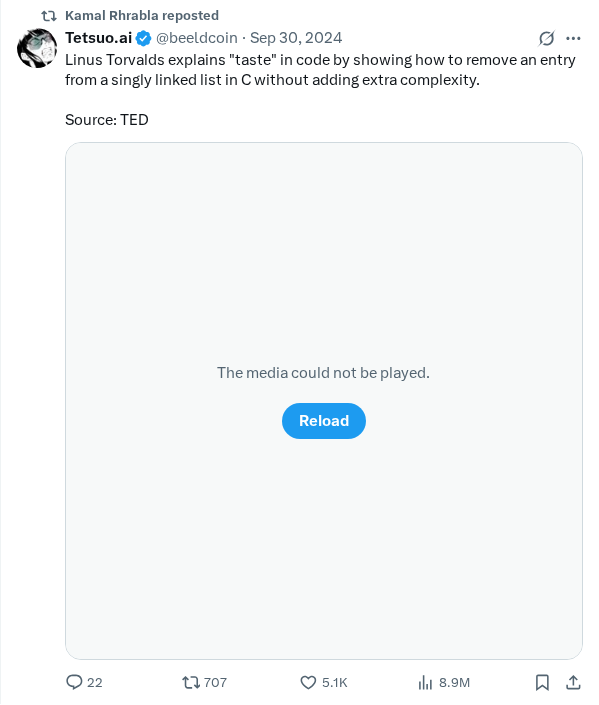 Kamal Rhrabla reposted
Tetsuo.ai @beeldcoin · Sep 30, 2024
Linus Torvalds explains "taste" in code by showing how to remove an entry
from a singly linked list in C without adding extra complexity.
Source: TED
The media could not be played.
Reload
22 707 5.1K 8.9M